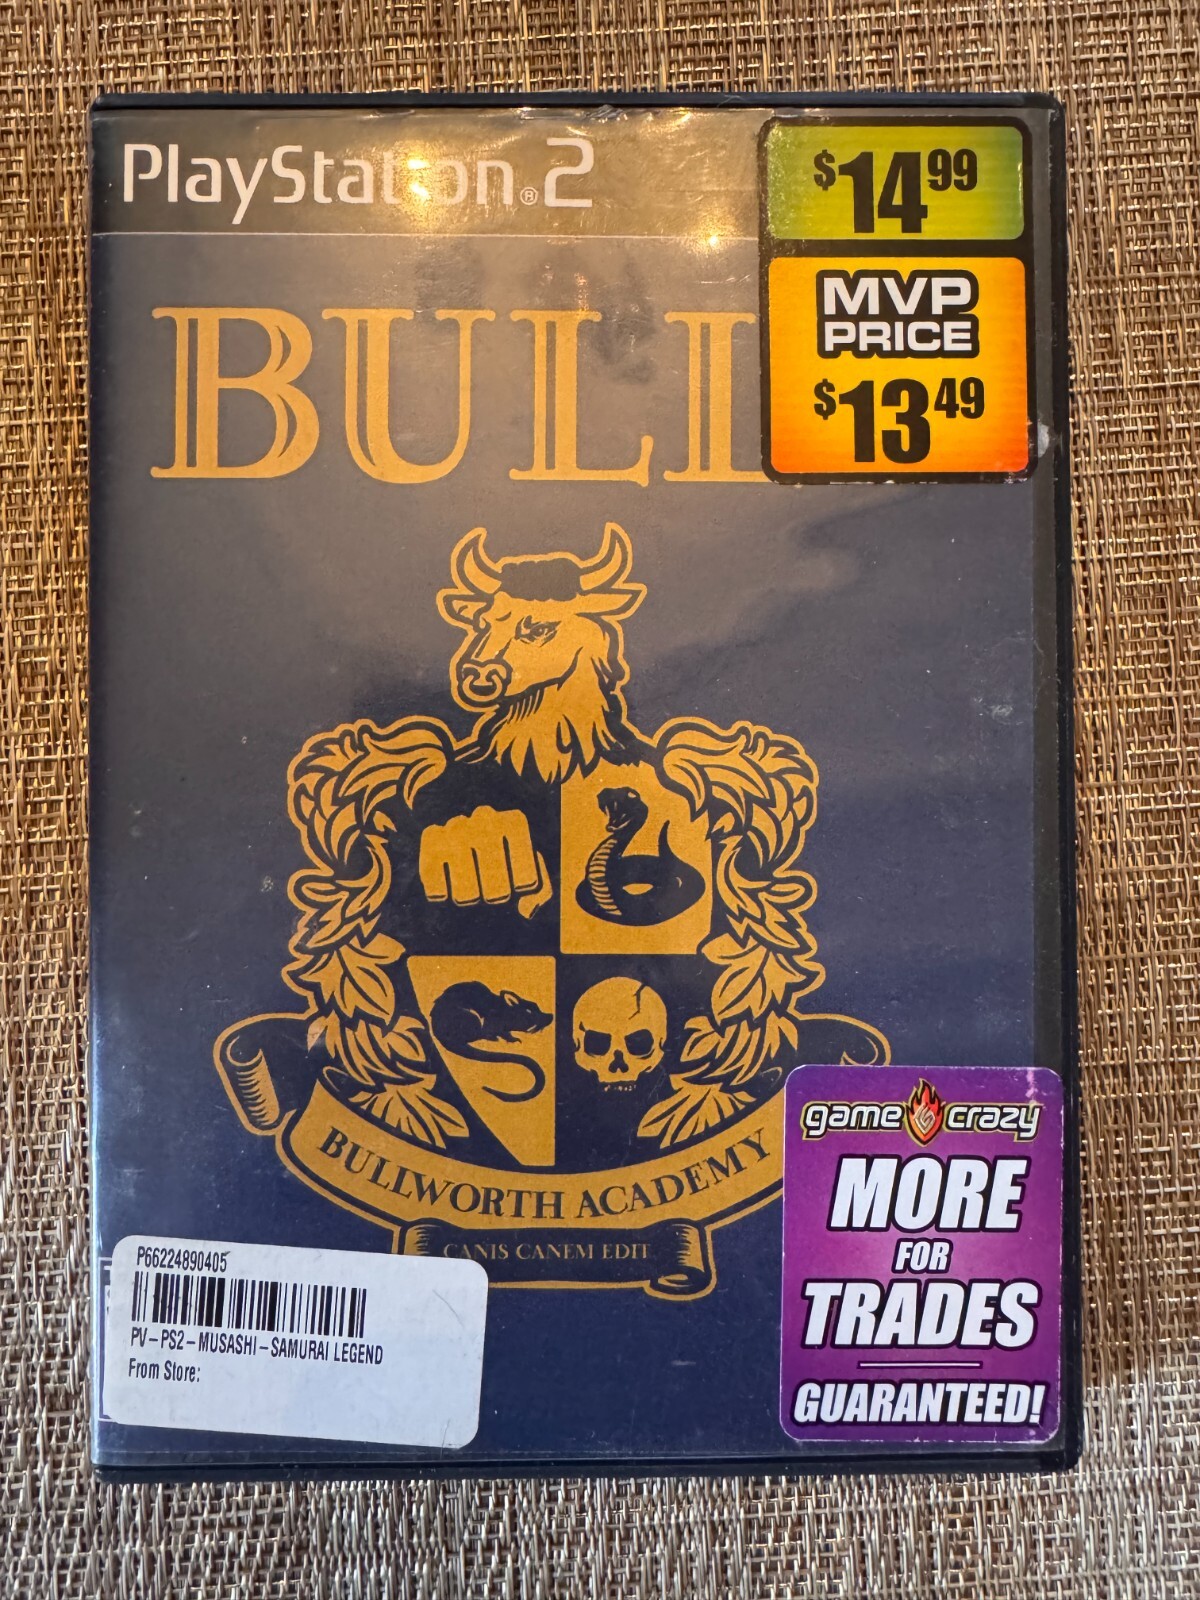 PlayStation®2
$14.99
MVP
PRICE
$13.49
BULL
BULLWORTH ACADEMY
CANIS CANEM EDIT
game crazy
MORE
FOR
TRADES
GUARANTEED!
P66224890405
PV-PS2-MUSASHI-SAMURAI LEGEND
From Store: